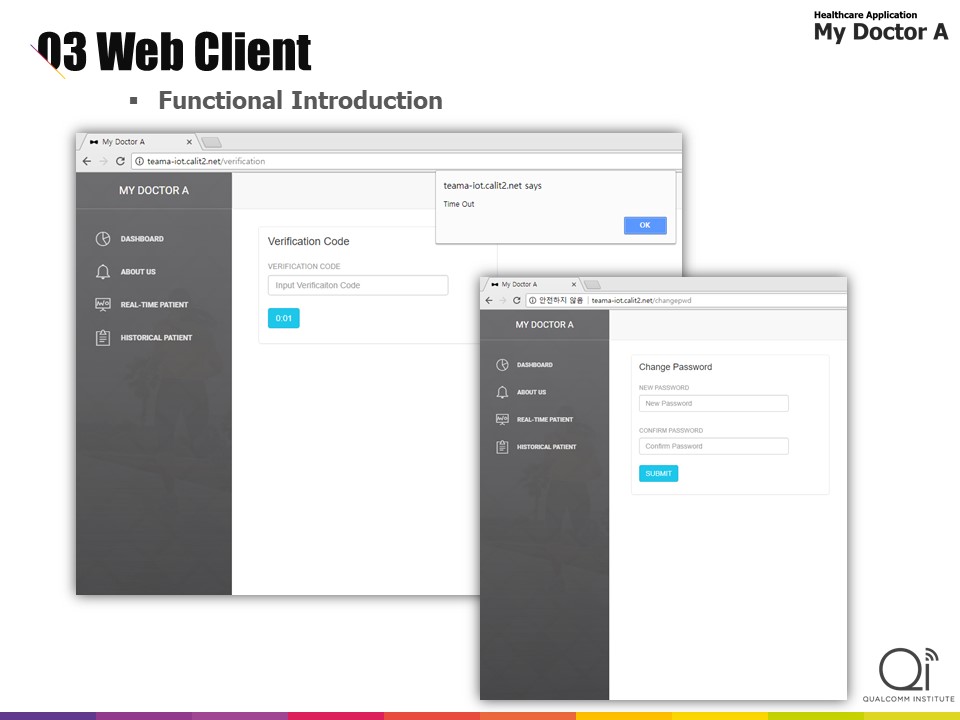 Healthcare Application
My Doctor A
03 Web Client
▪ Functional Introduction
My Doctor A
teama-iot.calit2.net/verification
MY DOCTOR A
DASHBOARD
ABOUT US
REAL-TIME PATIENT
HISTORICAL PATIENT
Verification Code
VERIFICATION CODE
Input Verificaiton Code
0:01
teama-iot.calit2.net says
Time Out
OK
My Doctor A
안전하지 않음 | teama-iot.calit2.net/changepwd
MY DOCTOR A
DASHBOARD
ABOUT US
REAL-TIME PATIENT
HISTORICAL PATIENT
Change Password
NEW PASSWORD
New Password
CONFIRM PASSWORD
Confirm Password
SUBMIT
Qi
QUALCOMM INSTITUTE